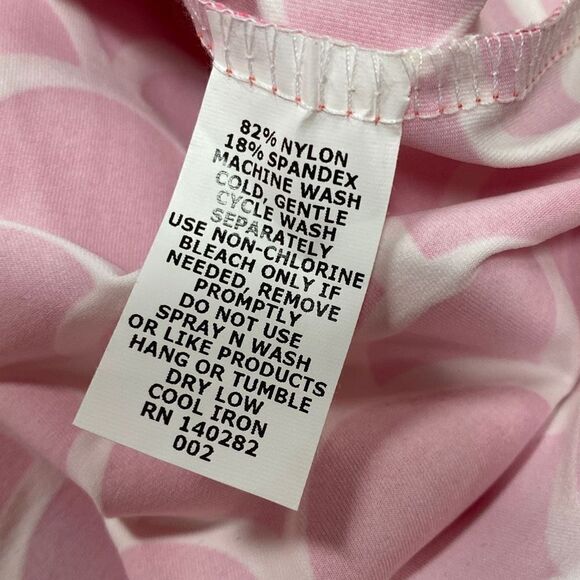 82% NYLON
18% SPANDEX
MACHINE WASH
COLD, GENTLE
CYCLE WASH
SEPARATELY
USE NON-CHLORINE
BLEACH ONLY IF
NEEDED, REMOVE
PROMPTLY
DO NOT USE
SPRAY N WASH
OR LIKE PRODUCTS
HANG OR TUMBLE
DRY LOW
COOL IRON
RN 140282
002